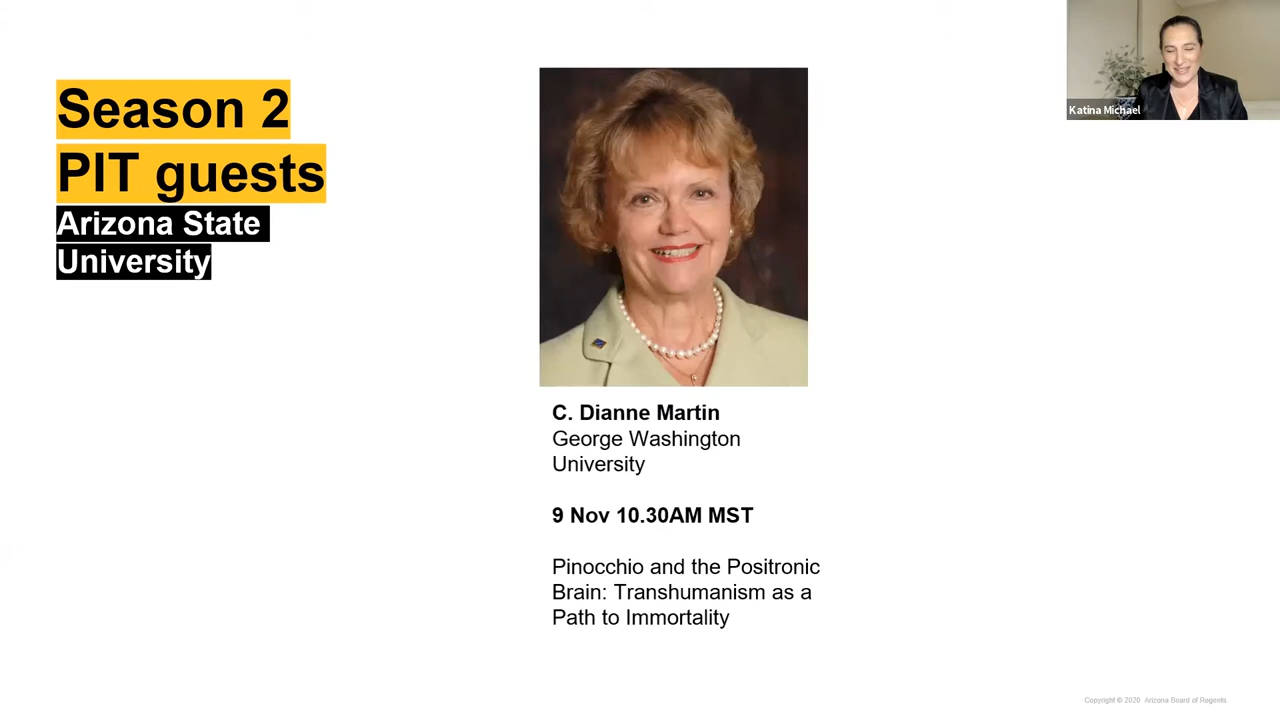 Season 2
PIT guests
Arizona State
University
Katina Michael
C. Dianne Martin
George Washington
University
9 Nov 10.30AM MST
Pinocchio and the Positronic
Brain: Transhumanism as a
Path to Immortality
Copyright © 2020 Arizona Board of Regents